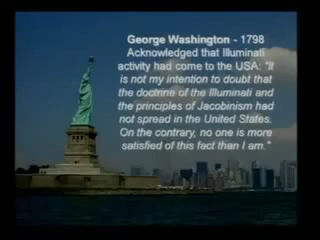 George Washington - 1798
Acknowledged that Illuminati
activity had come to the USA: "It
is not my intention to doubt that
the doctrine of the Illuminati and
the principles of Jacobinism had
not spread in the United States.
On the contrary, no one is more
satisfied of this fact than I am."